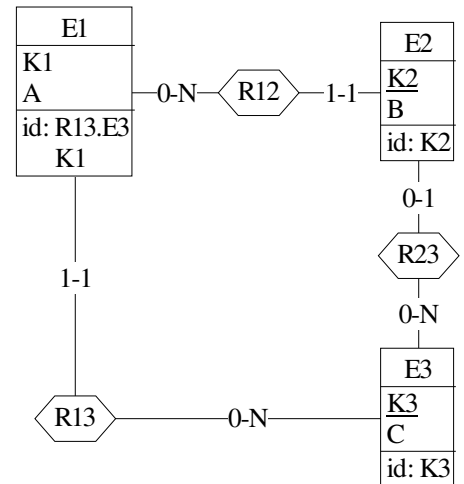 E1
K1
A
id: R13.E3
K1
0-N
R12
1-1
E2
K2
B
id: K2
0-1
R23
0-N
1-1
E3
K3
C
id: K3
R13
0-N